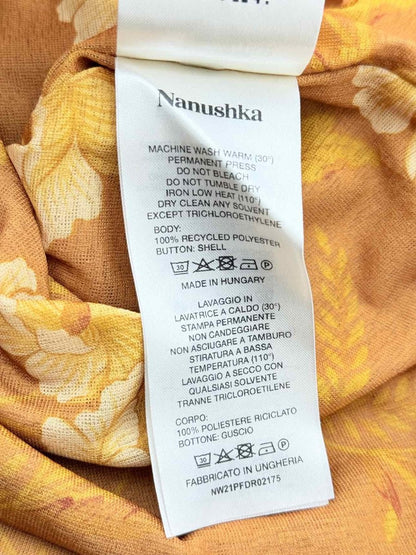 Nanushka
MACHINE WASH WARM (30°)
PERMANENT PRESS
DO NOT BLEACH
DO NOT TUMBLE DRY
IRON LOW HEAT (110°)
DRY CLEAN ANY SOLVENT
EXCEPT TRICHLOROETHYLENE
BODY:
100% RECYCLED POLYESTER
BUTTON: SHELL
30 P
MADE IN HUNGARY
LAVAGGIO IN
LAVATRICE A CALDO (30°)
STAMPA PERMANENTE
NON CANDEGGIARE
NON ASCIUGARE A TAMBURO
STIRATURA A BASSA
TEMPERATURA (110°)
LAVAGGIO A SECCO CON
QUALSIASI SOLVENTE
TRANNE TRICLOROETILENE
CORPO:
100% POLIESTERE RICICLATO
BOTTONE: GUSCIO
30 P
FABBRICATO IN UNGHERIA
NW21PFDR02175